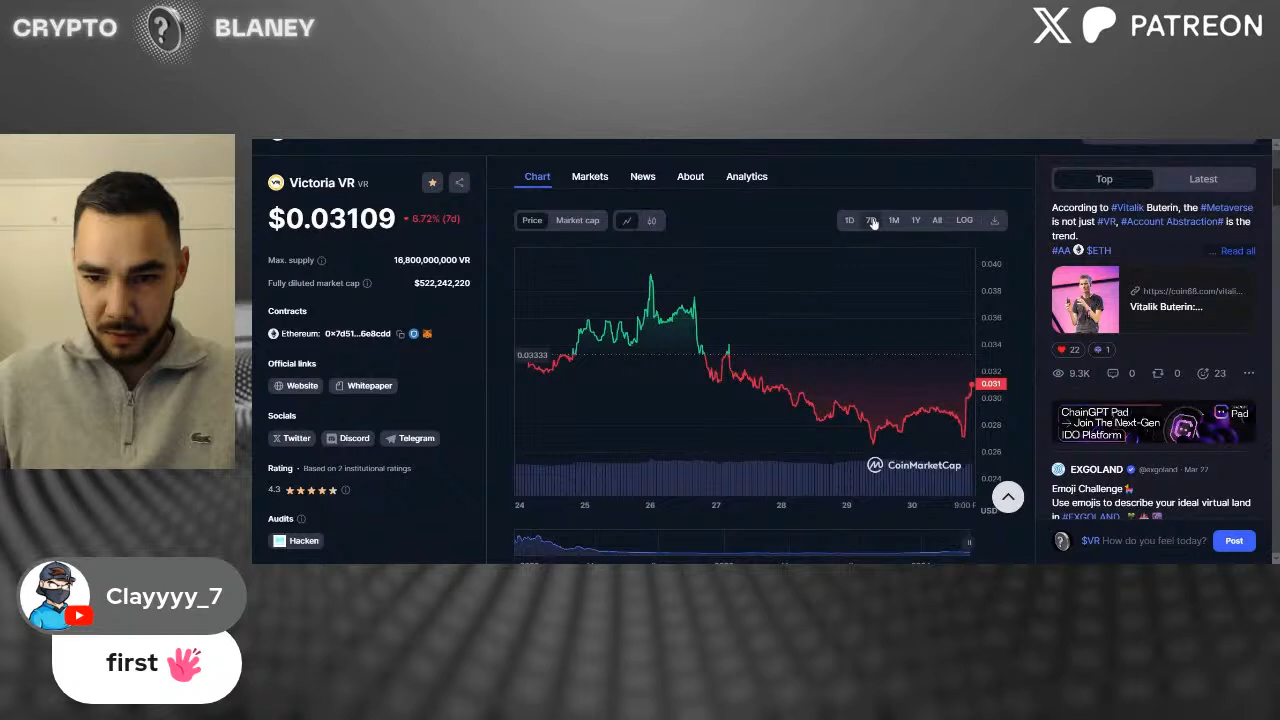 CRYPTO BLANEY
X PATREON
Victoria VR VR
$0.03109 6.72% (7d)
Max. supply 16,800,000,000 VR
Fully diluted market cap $522,242,220
Contracts
Ethereum: 0x7d51...6e8cdd
Official links
Website Whitepaper
Socials
Twitter Discord Telegram
Rating • Based on 2 institutional ratings
4.3
Audits
Hacken
Chart Markets News About Analytics
Price Market cap
1D 7D 1M 1Y All LOG
0.040
0.038
0.036
0.034
0.032
0.031
0.030
0.028
0.026
0.024
0.03333
CoinMarketCap
24 25 26 27 28 29 30
USD
Top Latest
According to #Vitalik Buterin, the #Metaverse
is not just #VR, #Account Abstraction# is the
trend.
#AA $ETH ... Read all
https://coin68.com/vitali...
Vitalik Buterin:...
22 1
9.3K 0 0 23
ChainGPT Pad
→ Join The Next-Gen
IDO Platform
Pad
EXGOLAND @exgoland · Mar 27
Emoji Challenge
Use emojis to describe your ideal virtual land
in #EXGOLAND
$VR How do you feel today? Post
Clayyyy_7
first